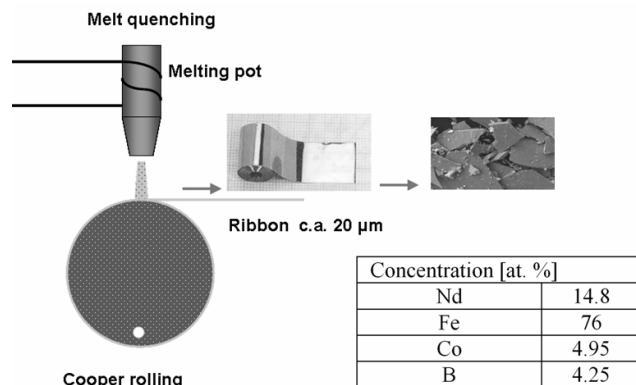 Melt quenching
Melting pot
Ribbon c.a. 20 µm
Concentration [at. %]
Nd 14.8
Fe 76
Co 4.95
B 4.25
Cooper rolling